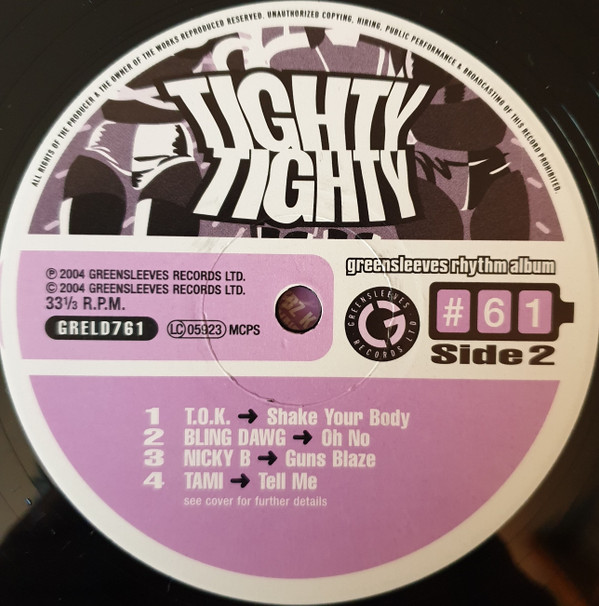 ALL RIGHTS OF THE PRODUCER & THE OWNER OF THE WORKS REPRODUCED RESERVED. UNAUTHORIZED COPYING, HIRING, PUBLIC PERFORMANCE & BROADCASTING OF THIS RECORD PROHIBITED.
TIGHTY
TIGHTY
℗ 2004 GREENSLEEVES RECORDS LTD.
© 2004 GREENSLEEVES RECORDS LTD.
33⅓ R.P.M.
GRELD761
LC 05923 MCPS
greensleeves rhythm album
GREENSLEEVES RECORDS LTD
G
#61
Side 2
1 T.O.K. ➔ Shake Your Body
2 BLING DAWG ➔ Oh No
3 NICKY B ➔ Guns Blaze
4 TAMI ➔ Tell Me
see cover for further details